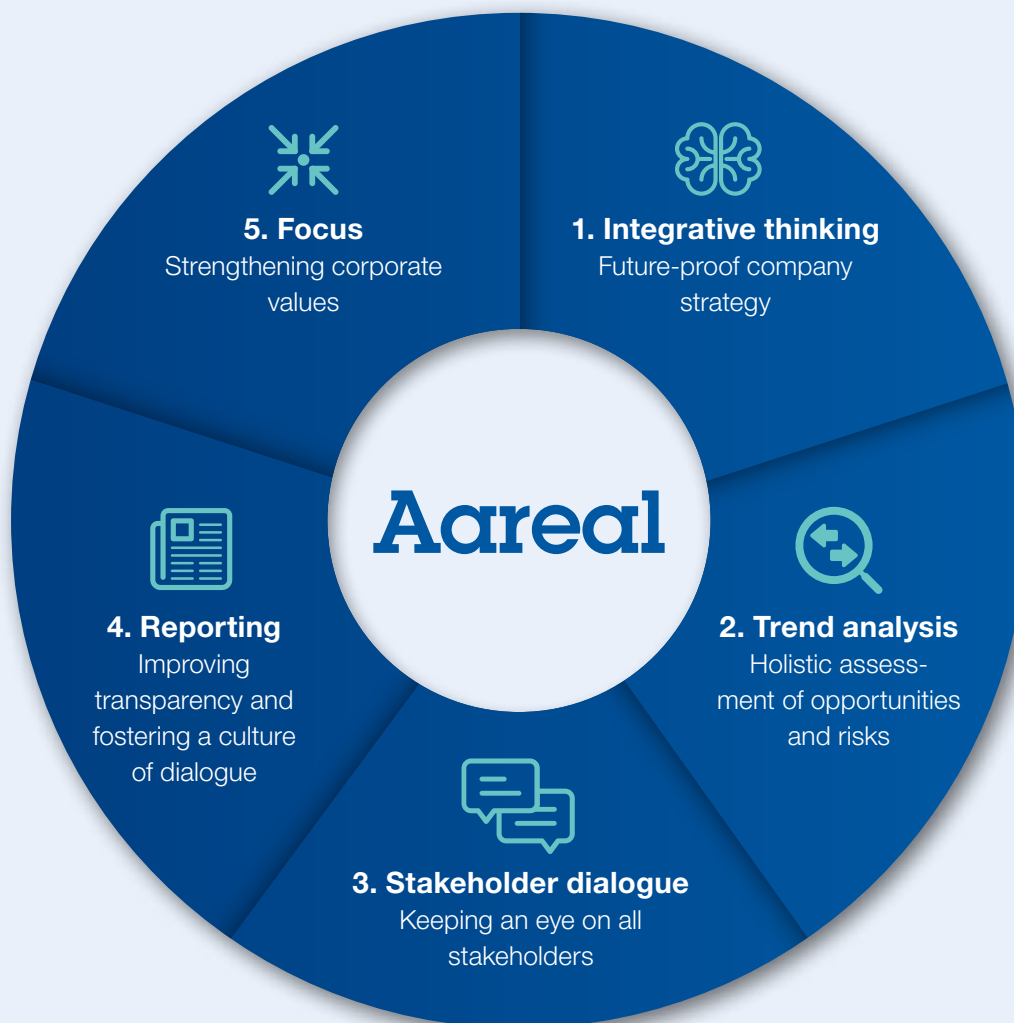 1. Integrative thinking
Future-proof company
strategy
2. Trend analysis
Holistic assess-
ment of opportunities
and risks
3. Stakeholder dialogue
Keeping an eye on all
stakeholders
4. Reporting
Improving
transparency and
fostering a culture
of dialogue
5. Focus
Strengthening corporate
values
Aareal